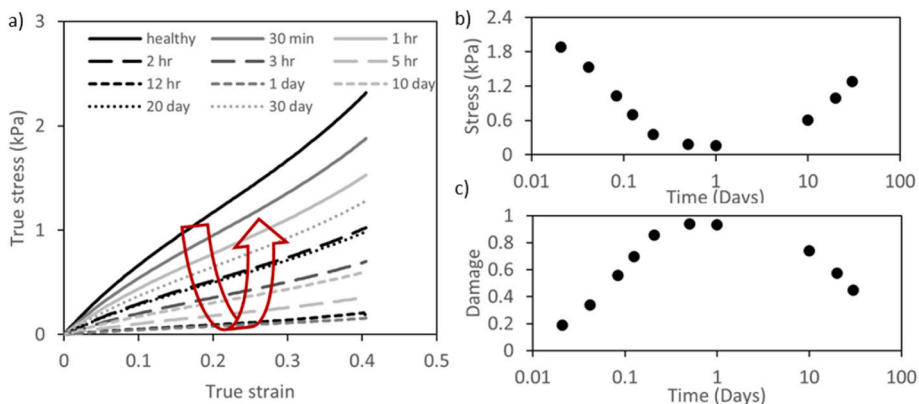 a)
3
2
1
0
True stress (kPa)
healthy 30 min 1 hr
2 hr 3 hr 5 hr
12 hr 1 day 10 day
20 day 30 day
0 0.1 0.2 0.3 0.4 0.5
True strain
b)
2.4
1.8
1.2
0.6
0
Stress (kPa)
0.01 0.1 1 10 100
Time (Days)
c)
1
0.8
0.6
0.4
0.2
0
Damage
0.01 0.1 1 10 100
Time (Days)